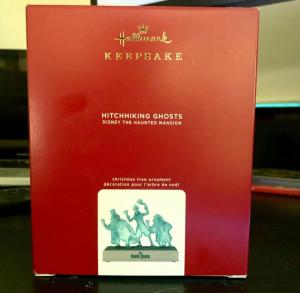 Hallmark
KEEPSAKE
HITCHHIKING GHOSTS
DISNEY THE HAUNTED MANSION
christmas tree ornament
décoration pour l'arbre de noël